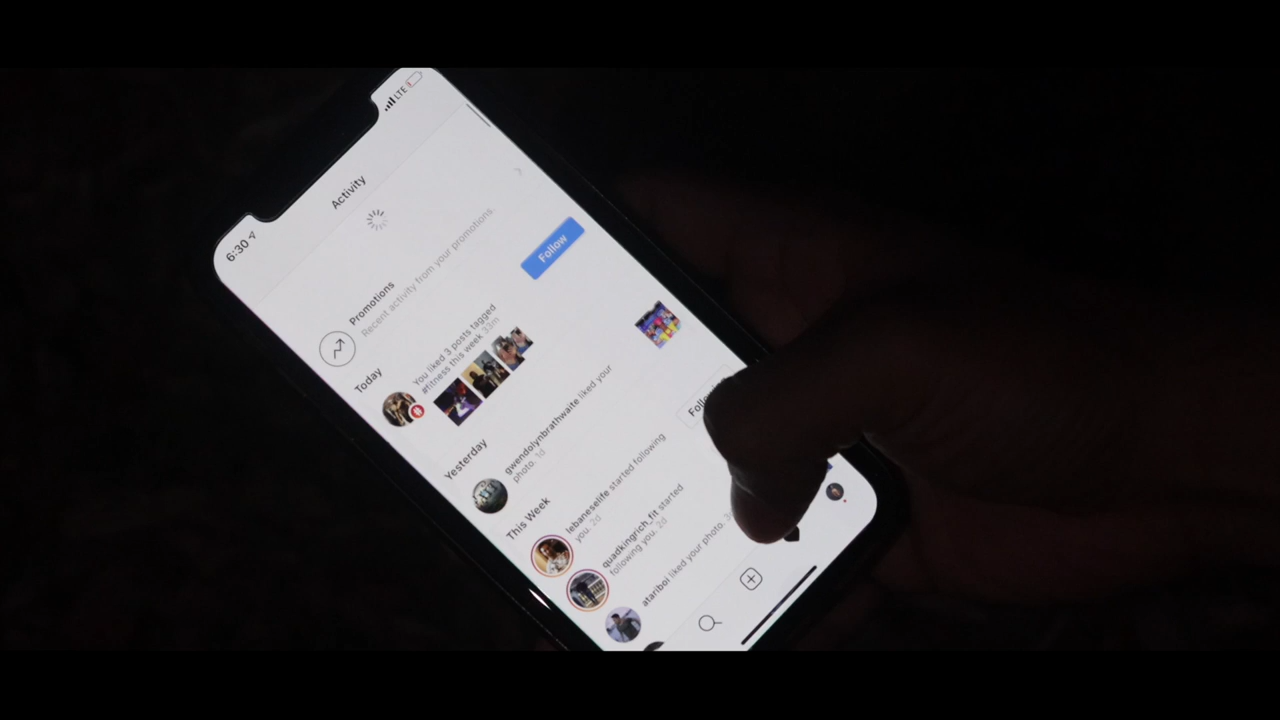 6:30
LTE
Activity
Promotions
Recent activity from your promotions.
Today
You liked 3 posts tagged
#fitness this week 33m
Follow
Yesterday
gwendolynbrathwaite liked your
photo. 1d
This Week
lebaneselife started following
you. 2d
quadkingrich_fit started
following you. 2d
atariboi liked your photo.